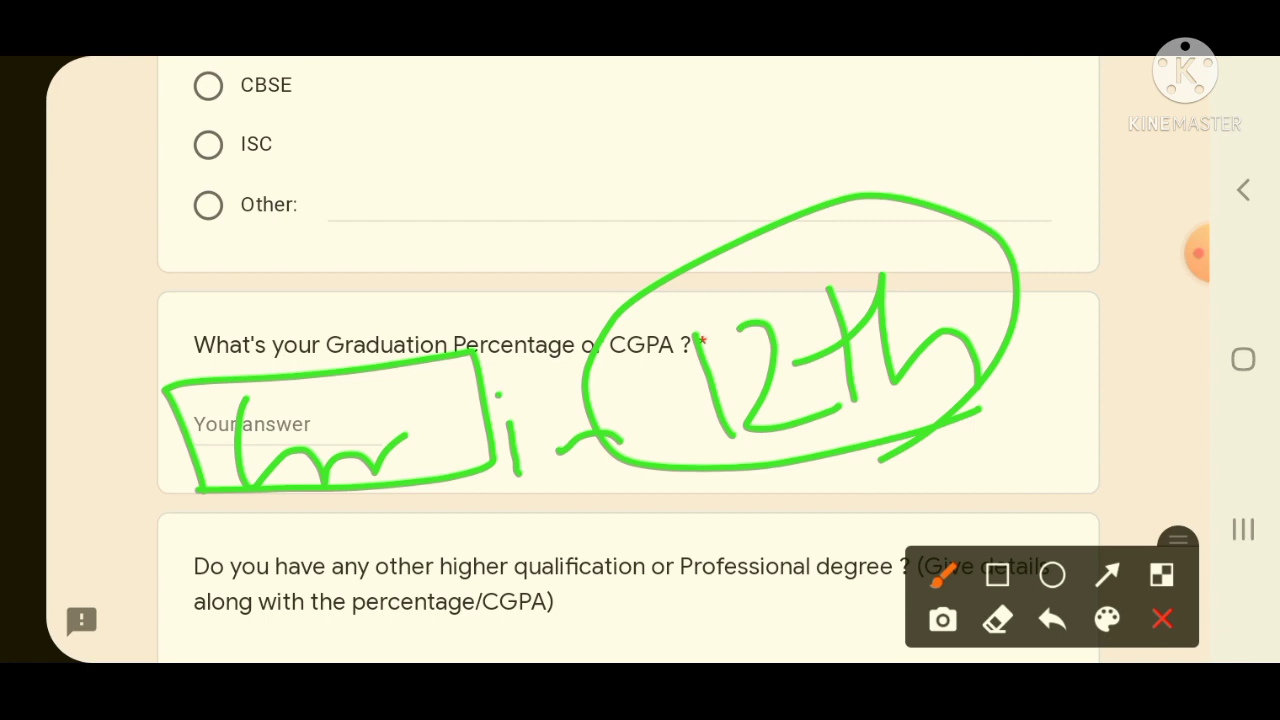 CBSE
KINEMASTER
ISC
Other:
What's your Graduation Percentage or CGPA ? *
12th
Your answer
Do you have any other higher qualification or Professional degree ? (Give details
along with the percentage/CGPA)